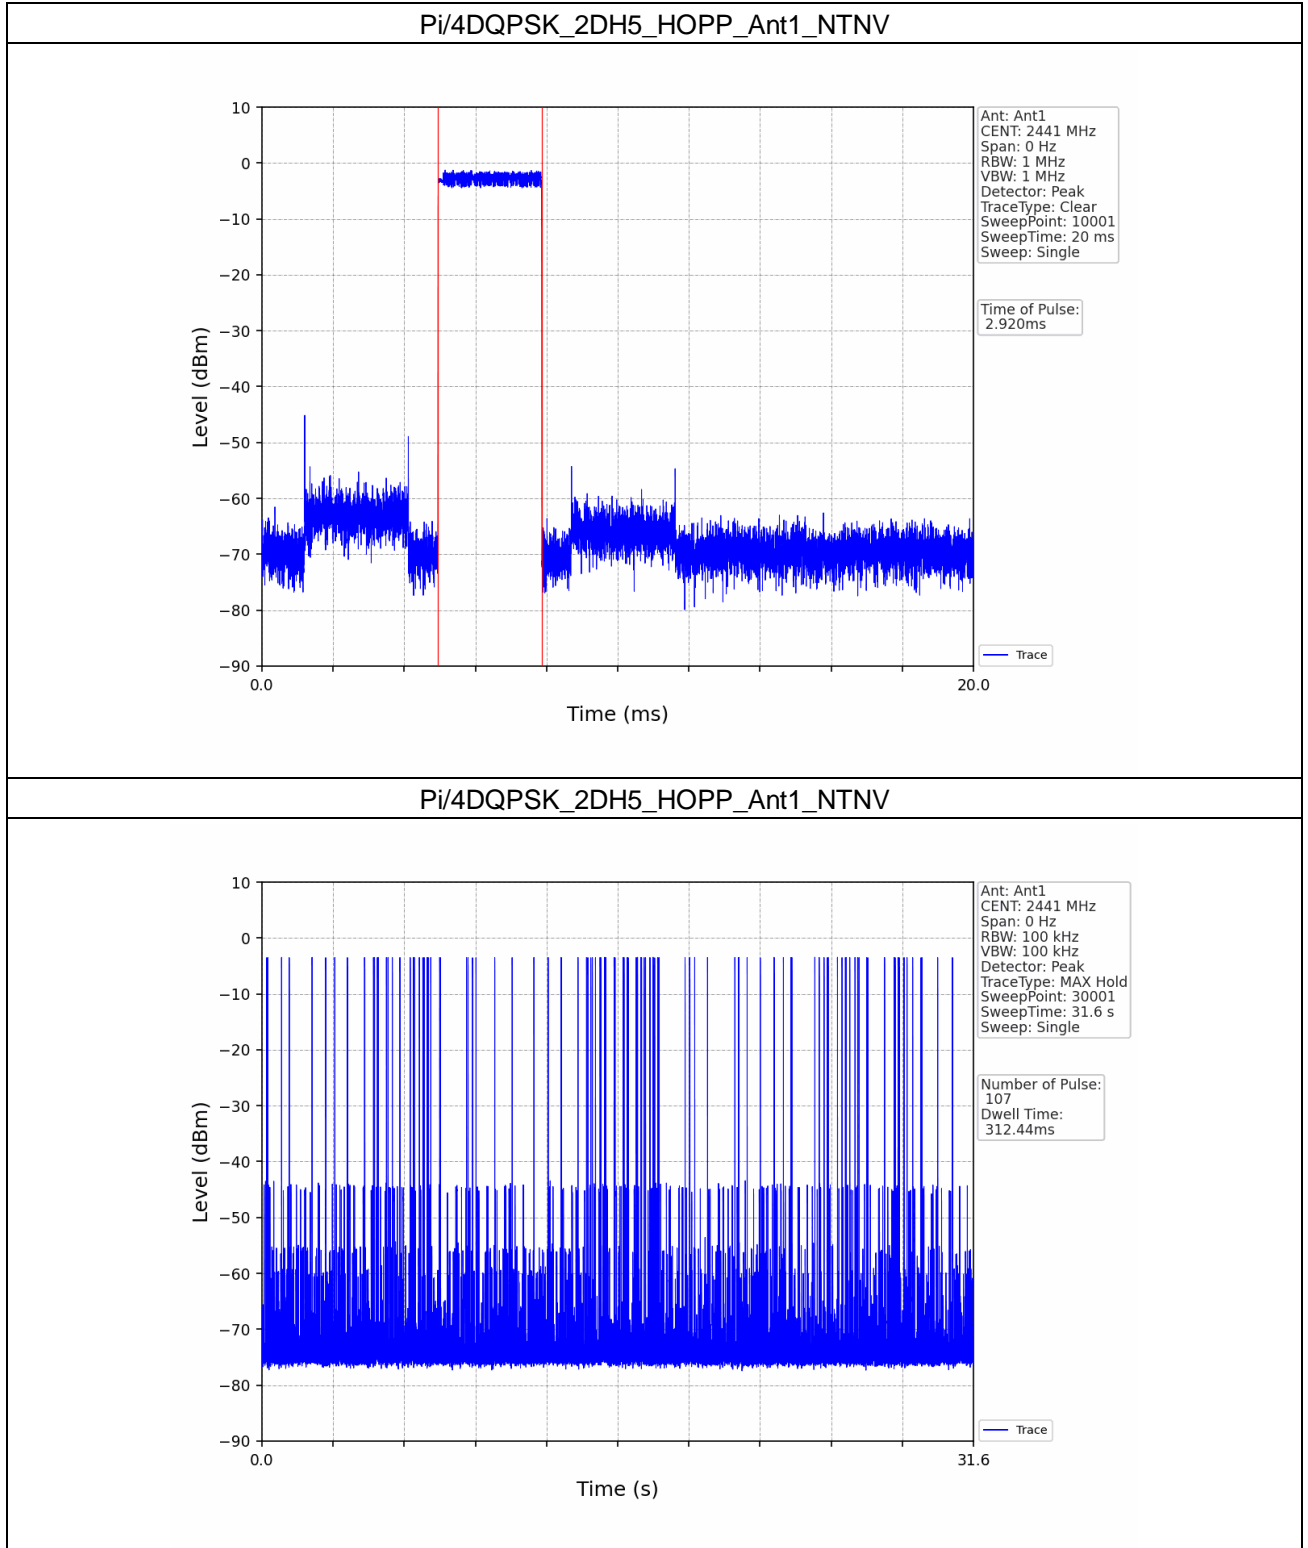 Pi/4DQPSK_2DH5_HOPP_Ant1_NTNV
10
0
−10
−20
−30
−40
−50
−60
−70
−80
−90
Level (dBm)
0.0
20.0
Time (ms)
Ant: Ant1
CENT: 2441 MHz
Span: 0 Hz
RBW: 1 MHz
VBW: 1 MHz
Detector: Peak
TraceType: Clear
SweepPoint: 10001
SweepTime: 20 ms
Sweep: Single
Time of Pulse:
2.920ms
Trace
Pi/4DQPSK_2DH5_HOPP_Ant1_NTNV
10
0
−10
−20
−30
−40
−50
−60
−70
−80
−90
Level (dBm)
0.0
31.6
Time (s)
Ant: Ant1
CENT: 2441 MHz
Span: 0 Hz
RBW: 100 kHz
VBW: 100 kHz
Detector: Peak
TraceType: MAX Hold
SweepPoint: 30001
SweepTime: 31.6 s
Sweep: Single
Number of Pulse:
107
Dwell Time:
312.44ms
Trace